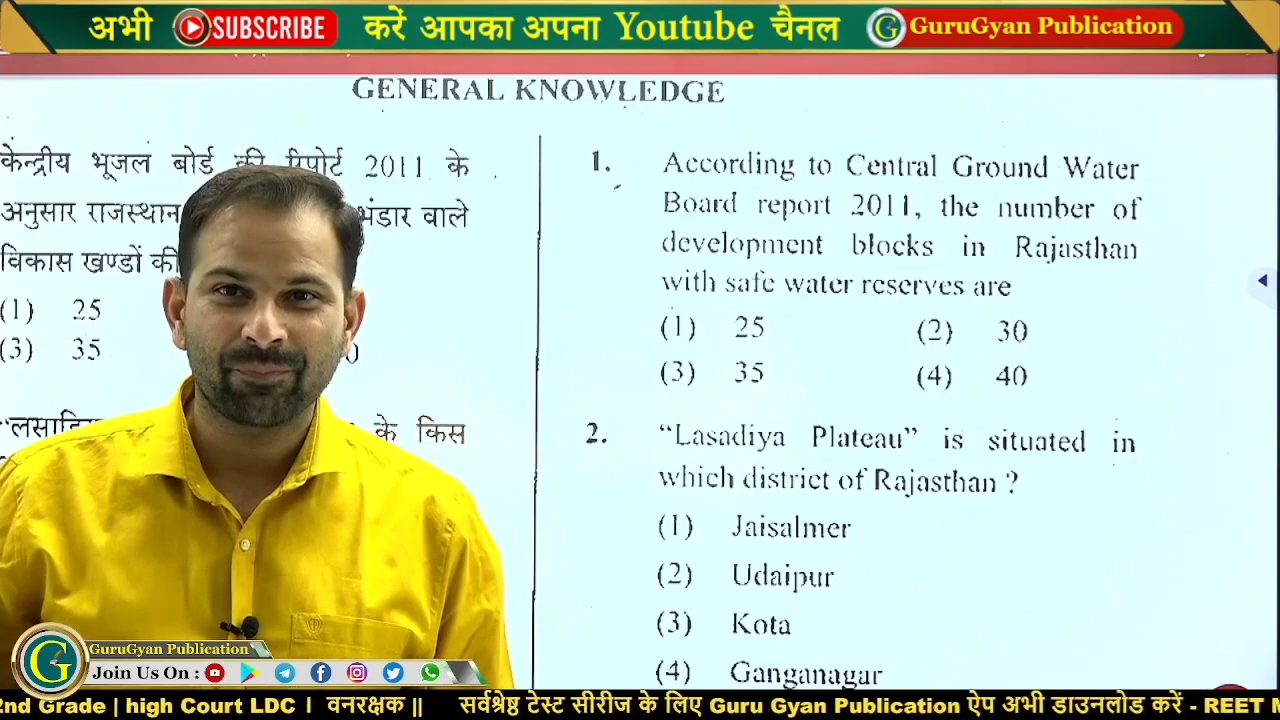 अभी SUBSCRIBE करें आपका अपना Youtube चैनल GuruGyan Publication
GENERAL KNOWLEDGE
केन्द्रीय भूजल बोर्ड की रिपोर्ट 2011 के
अनुसार राजस्थान भंडार वाले
विकास खण्डों की
(1) 25
(3) 35
के किस
1. According to Central Ground Water
Board report 2011, the number of
development blocks in Rajasthan
with safe water reserves are
(1) 25 (2) 30
(3) 35 (4) 40
2. “Lasadiya Plateau” is situated in
which district of Rajasthan ?
(1) Jaisalmer
(2) Udaipur
(3) Kota
(4) Ganganagar
G GuruGyan Publication
Join Us On :
2nd Grade | high Court LDC । वनरक्षक || सर्वश्रेष्ठ टेस्ट सीरीज के लिए Guru Gyan Publication ऐप अभी डाउनलोड करें - REET